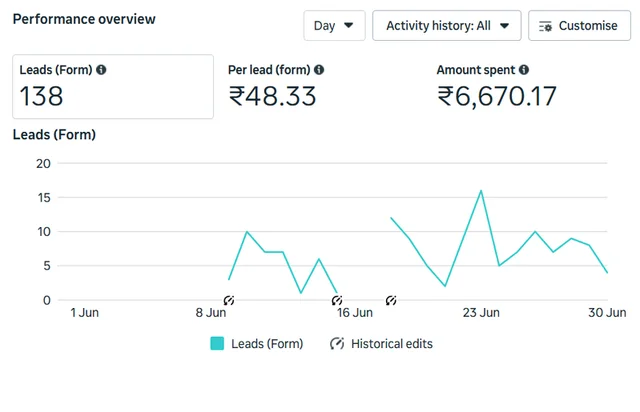 Performance overview
Day
Activity history: All
Customise
Leads (Form)
Per lead (form)
Amount spent
138
₹48.33
₹6,670.17
Leads (Form)
20
15
10
5
0
1 Jun
8 Jun
16 Jun
23 Jun
30 Jun
Leads (Form)
Historical edits